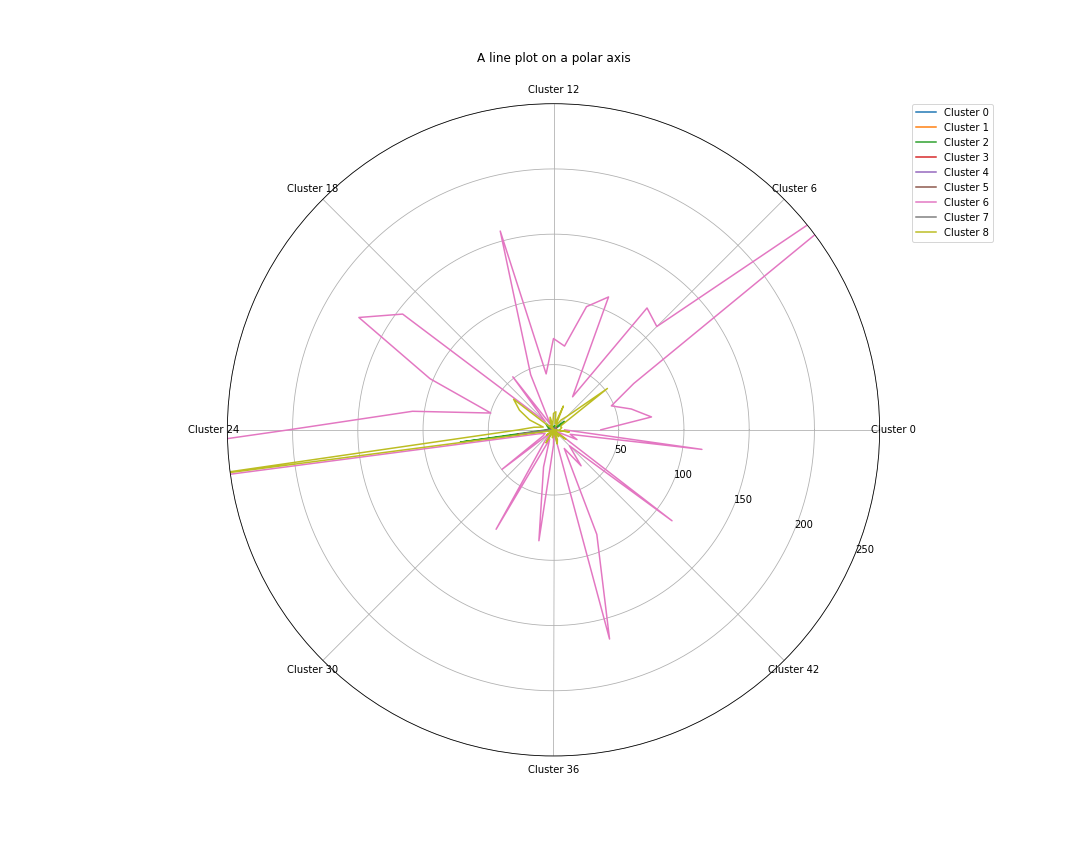 A line plot on a polar axis
Cluster 12
Cluster 18
Cluster 6
Cluster 24
Cluster 0
50
100
150
200
250
Cluster 30
Cluster 42
Cluster 36
Cluster 0
Cluster 1
Cluster 2
Cluster 3
Cluster 4
Cluster 5
Cluster 6
Cluster 7
Cluster 8